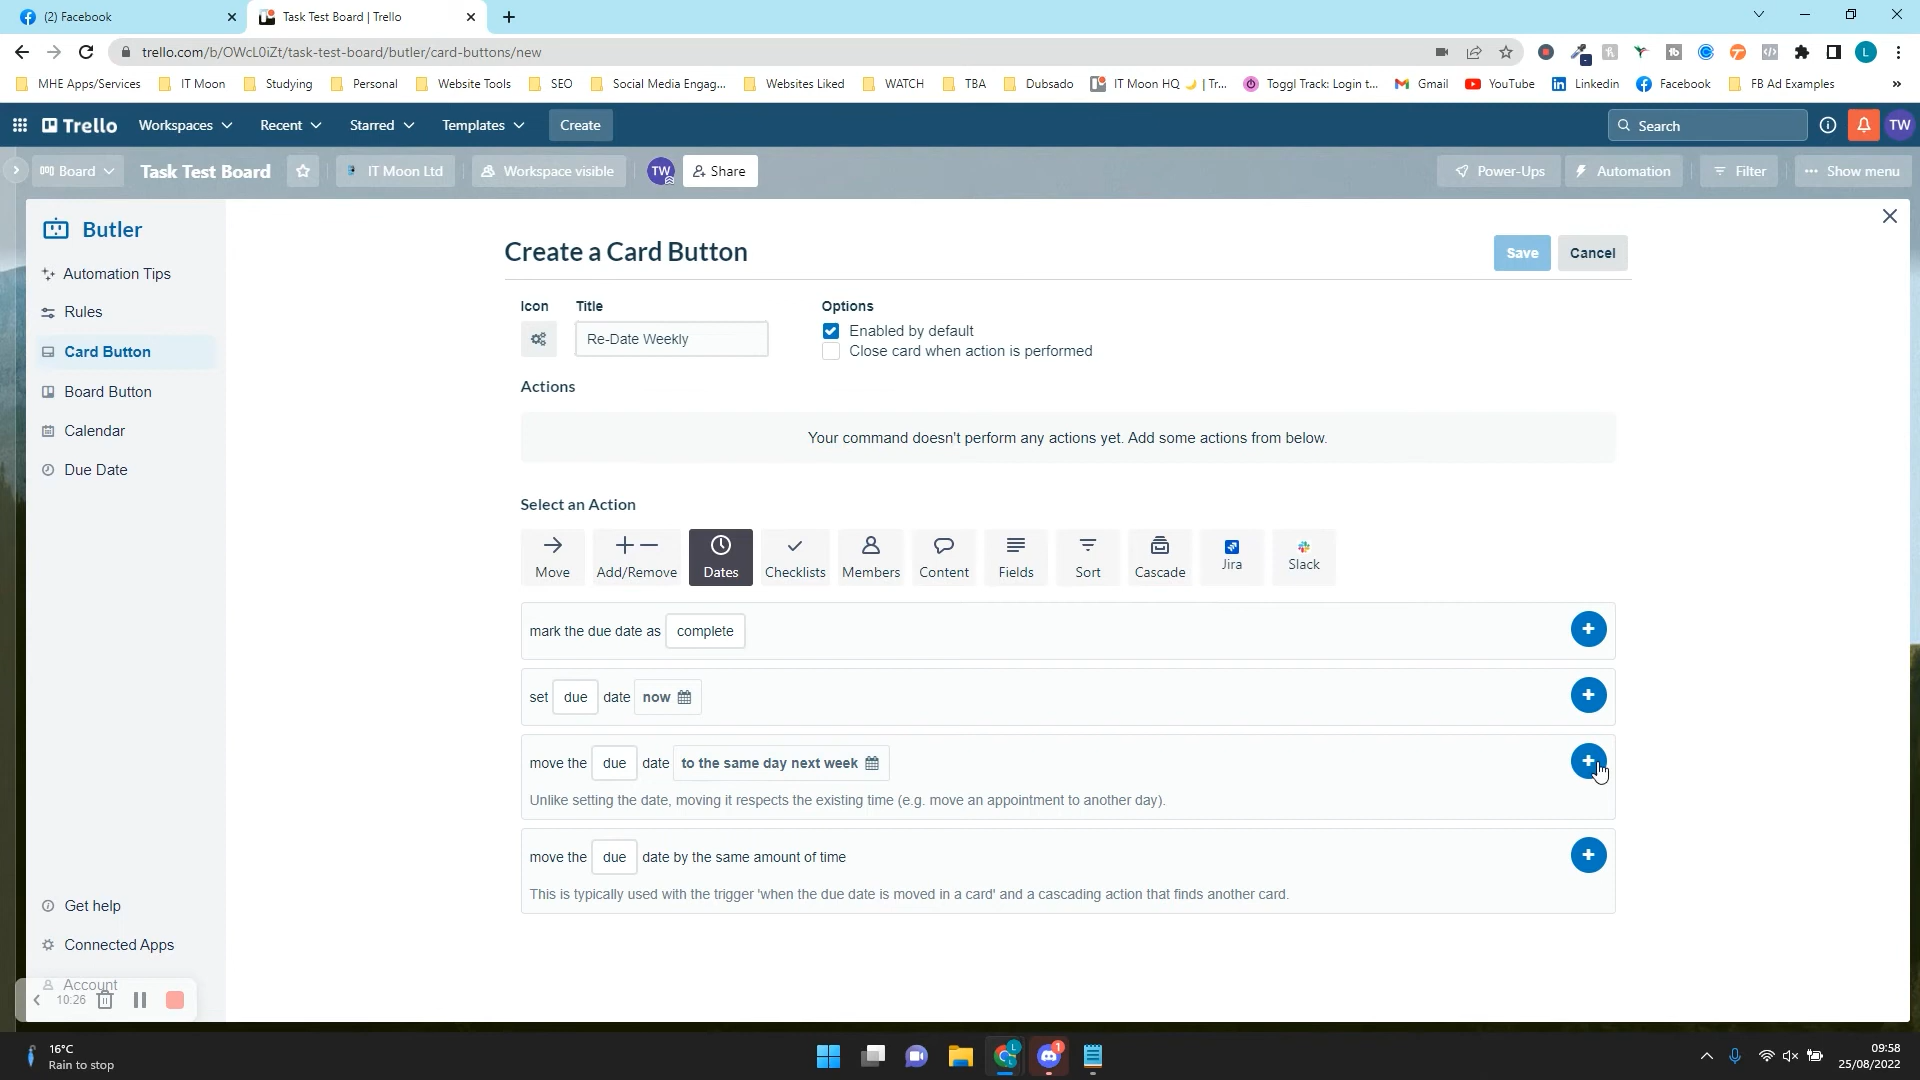 (2) Facebook
Task Test Board | Trello
trello.com/b/OWcL0iZt/task-test-board/butler/card-buttons/new
MHE Apps/Services
IT Moon
Studying
Personal
Website Tools
SEO
Social Media Engag...
Websites Liked
WATCH
TBA
Dubsado
IT Moon HQ 🌙 | Tr...
Toggl Track: Login t...
Gmail
YouTube
Linkedin
Facebook
FB Ad Examples
»
Trello
Workspaces
Recent
Starred
Templates
Create
Search
TW
Board
Task Test Board
IT Moon Ltd
Workspace visible
TW
Share
Power-Ups
Automation
Filter
Show menu
Butler
Automation Tips
Rules
Card Button
Board Button
Calendar
Due Date
Get help
Connected Apps
Account
10:26
Create a Card Button
Save
Cancel
Icon
Title
Options
Re-Date Weekly
Enabled by default
Close card when action is performed
Actions
Your command doesn't perform any actions yet. Add some actions from below.
Select an Action
Move
Add/Remove
Dates
Checklists
Members
Content
Fields
Sort
Cascade
Jira
Slack
mark the due date as complete
set due date now
move the due date to the same day next week
Unlike setting the date, moving it respects the existing time (e.g. move an appointment to another day).
move the due date by the same amount of time
This is typically used with the trigger 'when the due date is moved in a card' and a cascading action that finds another card.
16°C
Rain to stop
L
1
09:58
25/08/2022